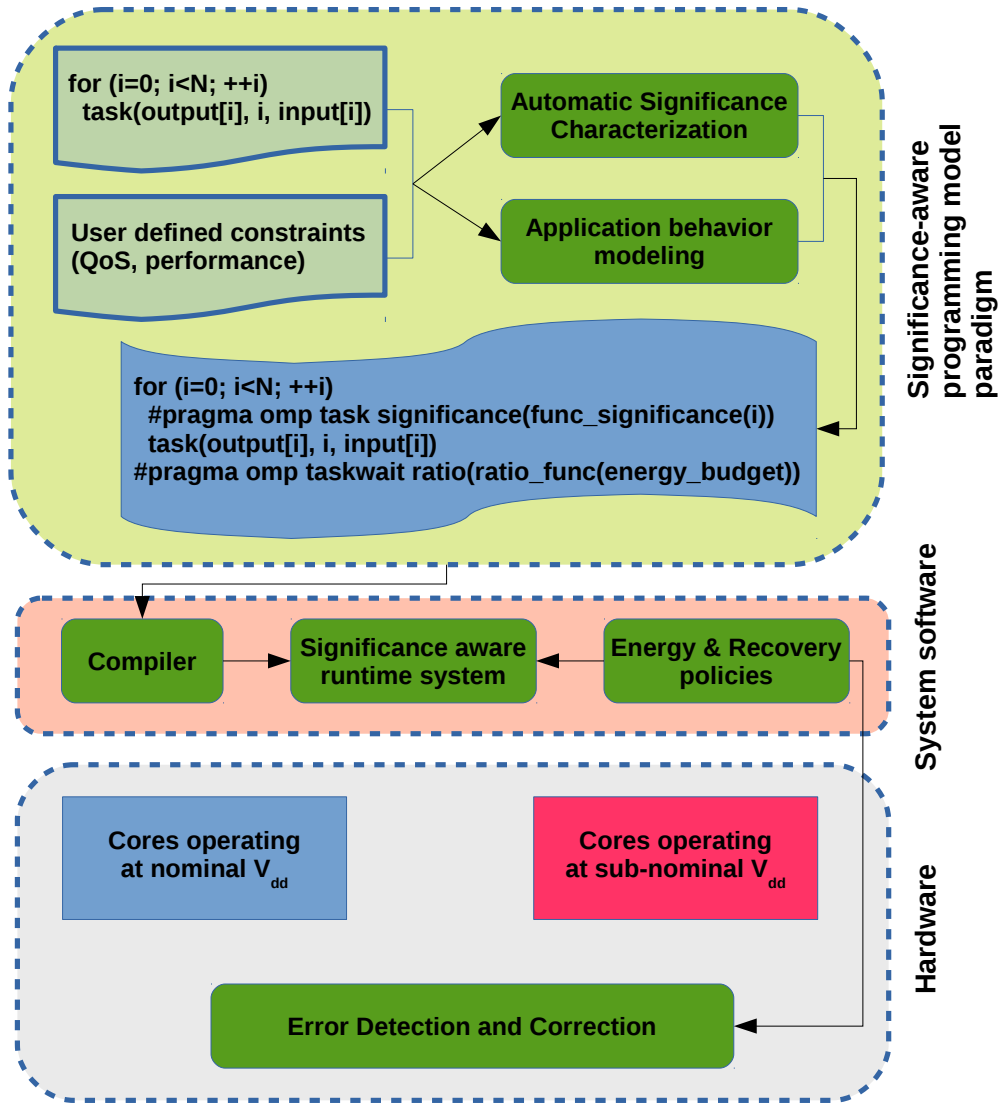 for (i=0; i<N; ++i)
task(output[i], i, input[i])
Automatic Significance
Characterization
User defined constraints
(QoS, performance)
Application behavior
modeling
for (i=0; i<N; ++i)
#pragma omp task significance(func_significance(i))
task(output[i], i, input[i])
#pragma omp taskwait ratio(ratio_func(energy_budget))
Significance-aware
programming model
paradigm
Compiler
Significance aware
runtime system
Energy & Recovery
policies
System software
Cores operating
at nominal Vdd
Cores operating
at sub-nominal Vdd
Error Detection and Correction
Hardware